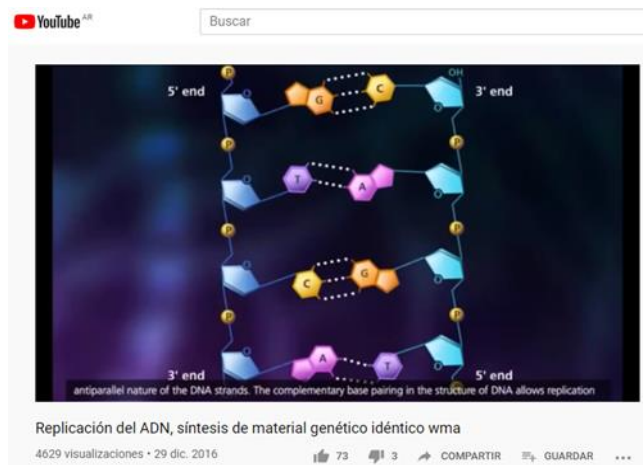 YouTube AR
Buscar
P
5' end
O
G
C
OH
3' end
O
P
P
T
A
O
O
P
P
C
G
O
O
P
P
3' end
O
A
T
O
5' end
antiparallel nature of the DNA strands. The complementary base pairing in the structure of DNA allows replication
Replicación del ADN, síntesis de material genético idéntico wma
4629 visualizaciones • 29 dic. 2016
73
3
COMPARTIR
GUARDAR